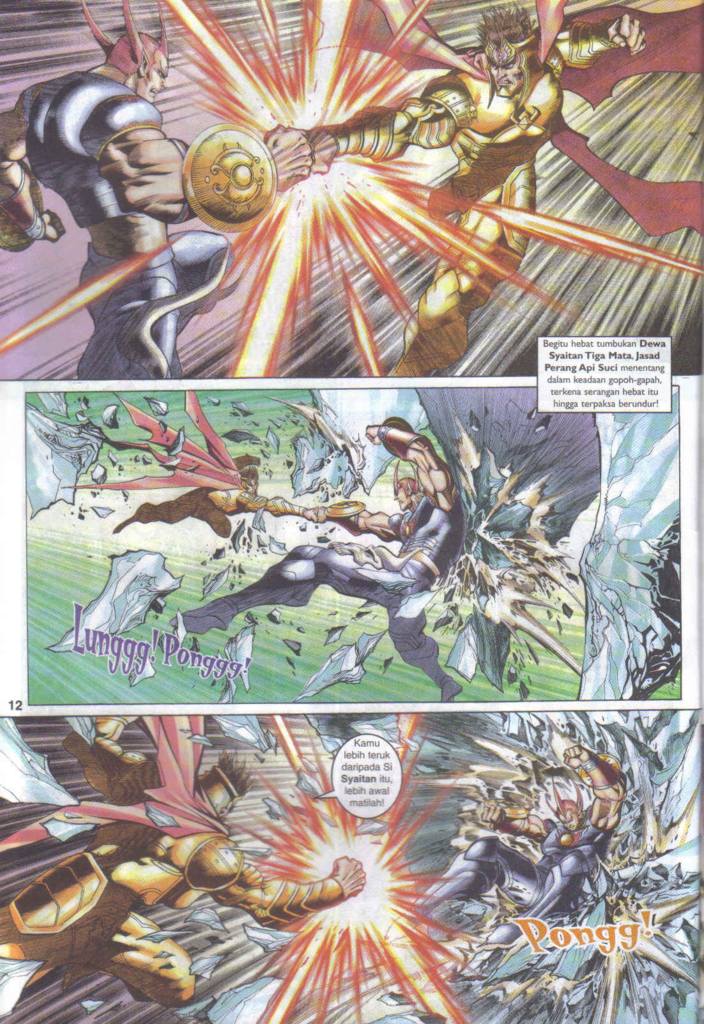 Begitu hebat tumbukan Dewa
Syaitan Tiga Mata, Jasad
Perang Api Suci menentang
dalam keadaan gopoh-gapah,
terkena serangan hebat itu
hingga terpaksa berundur!
Lunggg! Ponggg!
12
Kamu
lebih teruk
daripada Si
Syaitan itu,
lebih awal
matilah!
Pongg!